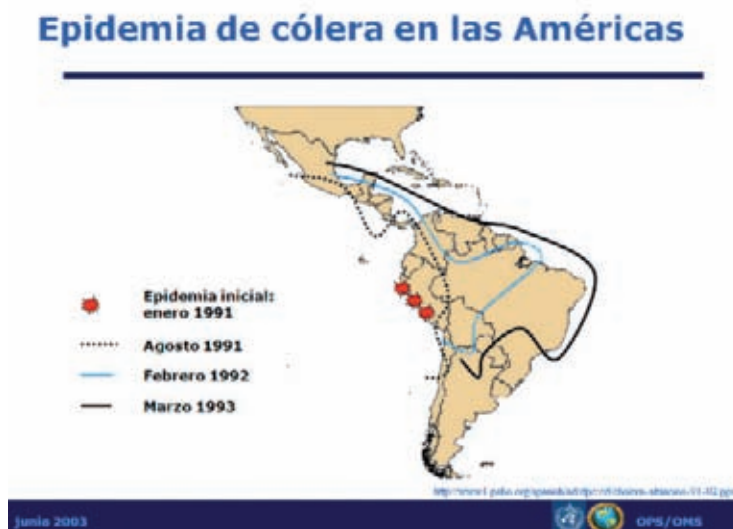 Epidemia de cólera en las Américas
Epidemia inicial:
enero 1991
Agosto 1991
Febrero 1992
Marzo 1993
junio 2003
OPS/OMS